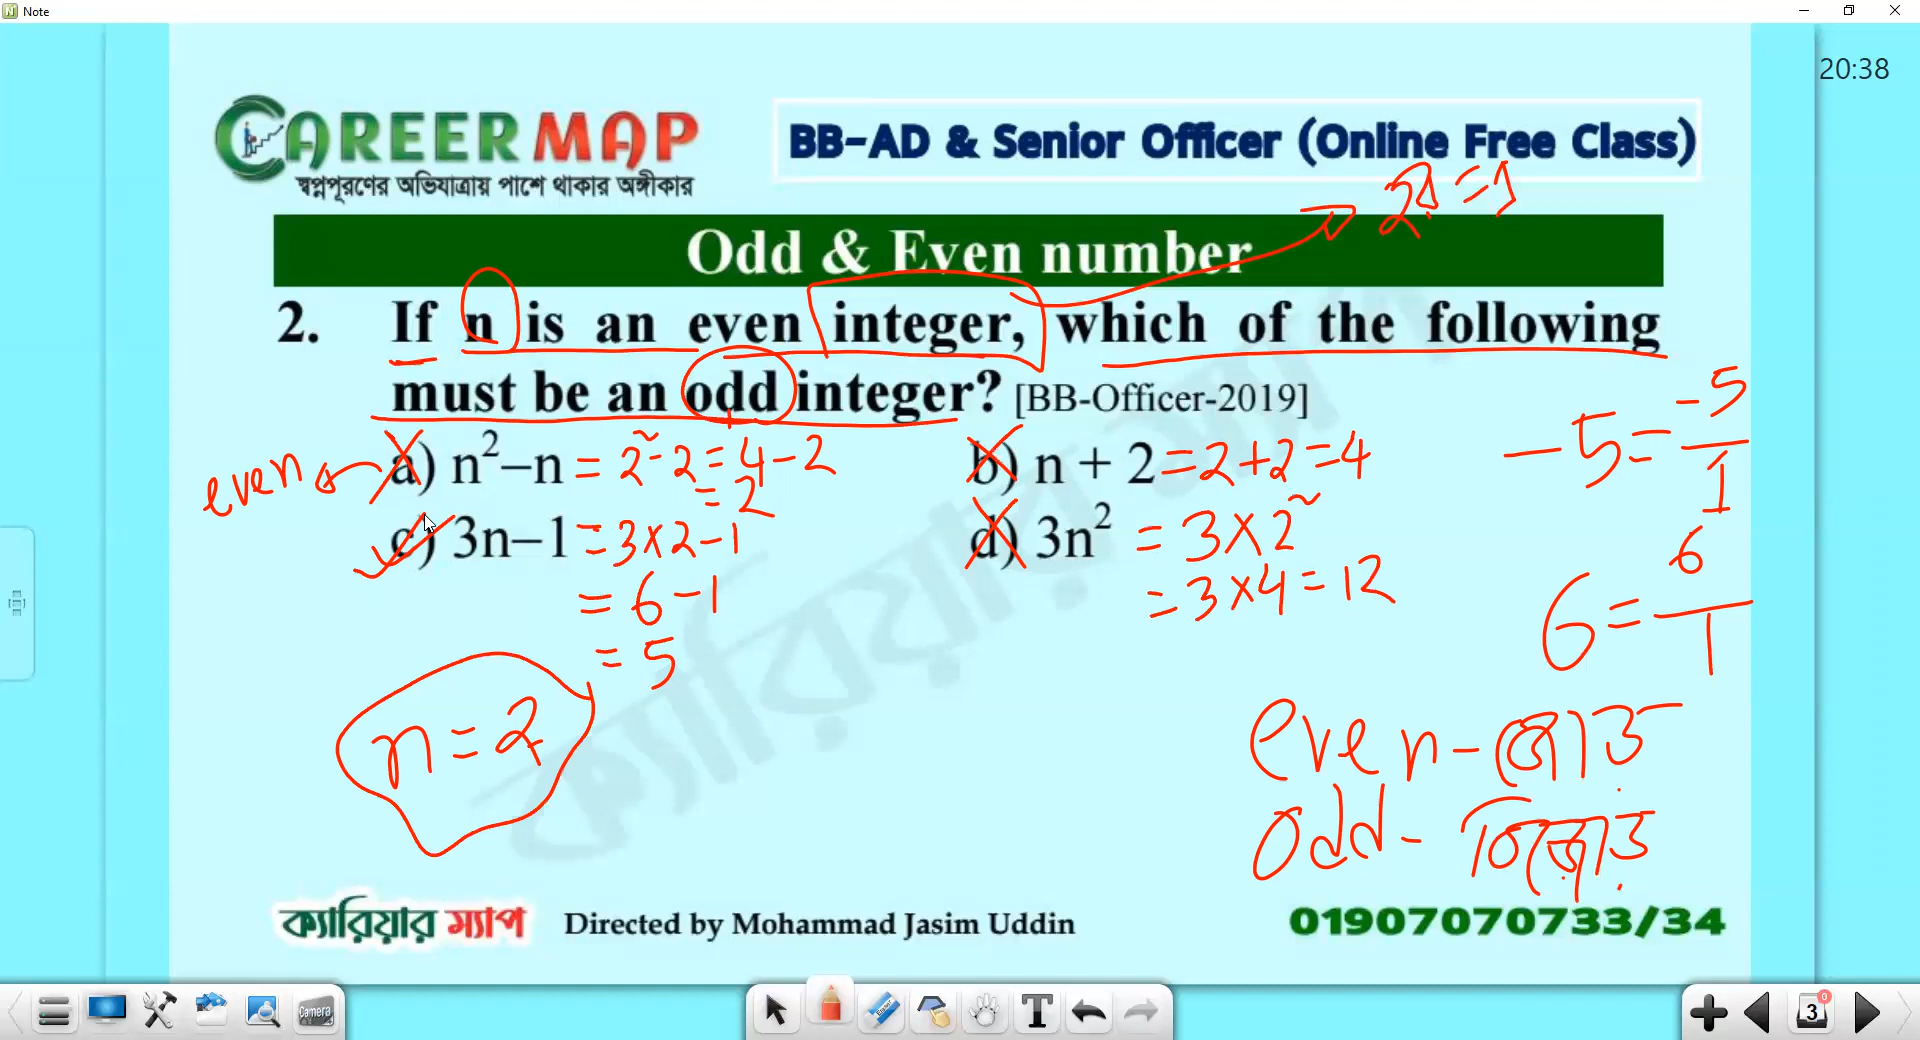 Note
20:38
CAREER MAP
স্বপ্নপূরণের অভিযাত্রায় পাশে থাকার অঙ্গীকার
BB-AD & Senior Officer (Online Free Class)
Odd & Even number
2. If n is an even integer, which of the following
must be an odd integer? [BB-Officer-2019]
even
a) n²–n = 2² - 2 = 4 - 2
= 2
b) n + 2 = 2 + 2 = 4
c) 3n–1 = 3 × 2 - 1
= 6 - 1
= 5
d) 3n² = 3 × 2²
= 3 × 4 = 12
n = 2
-5 = -5/1
6 = 6/1
even - জোড়
odd - বিজোড়
ক্যারিয়ার ম্যাপ
ক্যারিয়ার ম্যাপ Directed by Mohammad Jasim Uddin 01907070733/34
Camera
T
3
0